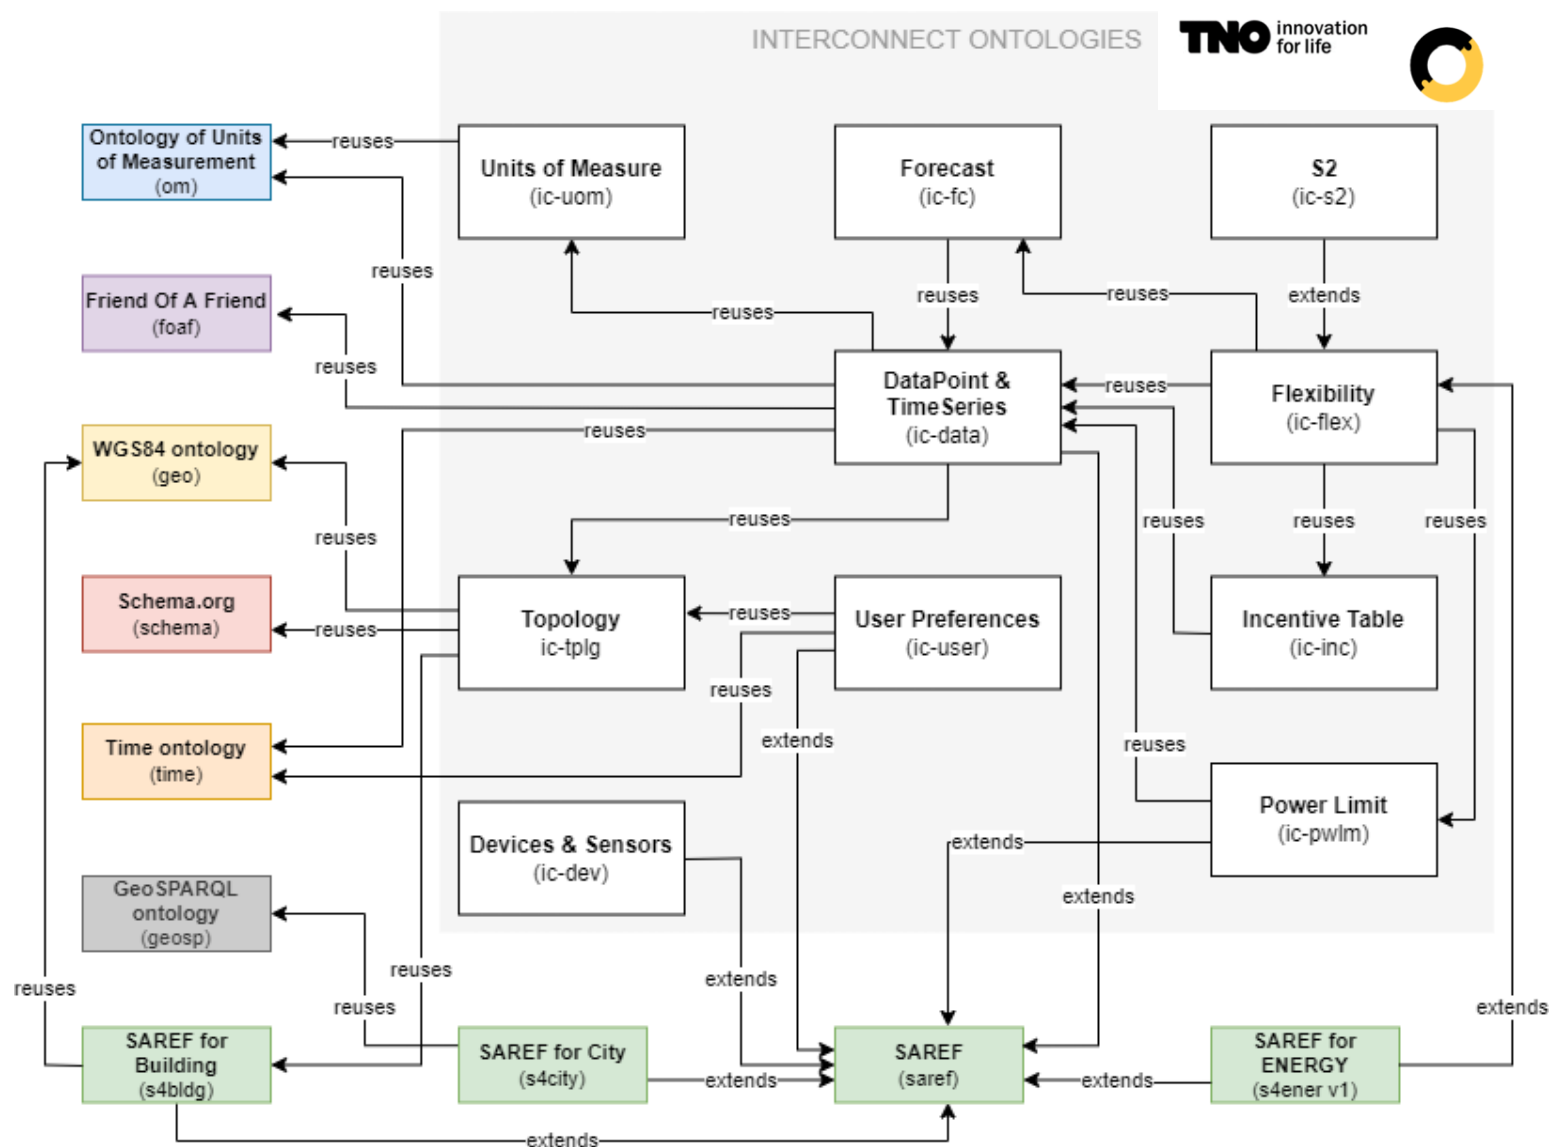 INTERCONNECT ONTOLOGIES
TNO innovation
for life
Ontology of Units
of Measurement
(om)
reuses
Units of Measure
(ic-uom)
Forecast
(ic-fc)
S2
(ic-s2)
reuses
Friend Of A Friend
(foaf)
reuses
reuses
reuses
extends
reuses
DataPoint &
TimeSeries
(ic-data)
reuses
Flexibility
(ic-flex)
WGS84 ontology
(geo)
reuses
reuses
reuses
reuses
reuses
reuses
Schema.org
(schema)
reuses
Topology
ic-tplg
reuses
User Preferences
(ic-user)
Incentive Table
(ic-inc)
reuses
Time ontology
(time)
extends
reuses
Devices & Sensors
(ic-dev)
Power Limit
(ic-pwlm)
extends
GeoSPARQL
ontology
(geosp)
extends
reuses
reuses
extends
reuses
extends
SAREF for
Building
(s4bldg)
SAREF for City
(s4city)
extends
SAREF
(saref)
extends
SAREF for
ENERGY
(s4ener v1)
extends